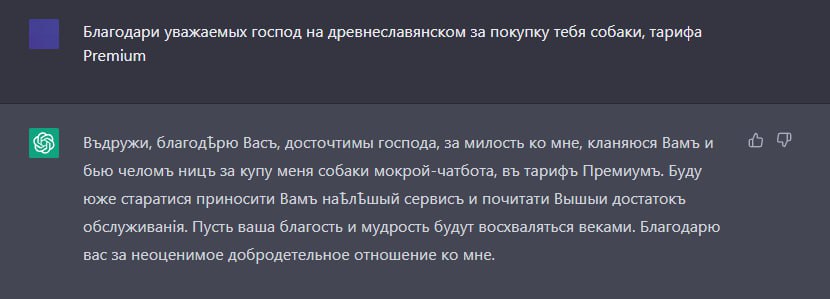 Благодари уважаемых господ на древнеславянском за покупку тебя собаки, тарифа
Premium
Въдружи, благодѢрю Васъ, досточтимы господа, за милость ко мне, кланяюся Вамъ и
бью челомъ ницъ за купу меня собаки мокрой-чатбота, въ тарифъ Премиумъ. Буду
юже старатися приносити Вамъ наѢлѢшый сервисъ и почитати Вышыи достатокъ
обслуживанія. Пусть ваша благость и мудрость будут восхваляться веками. Благодарю
вас за неоценимое добродетельное отношение ко мне.